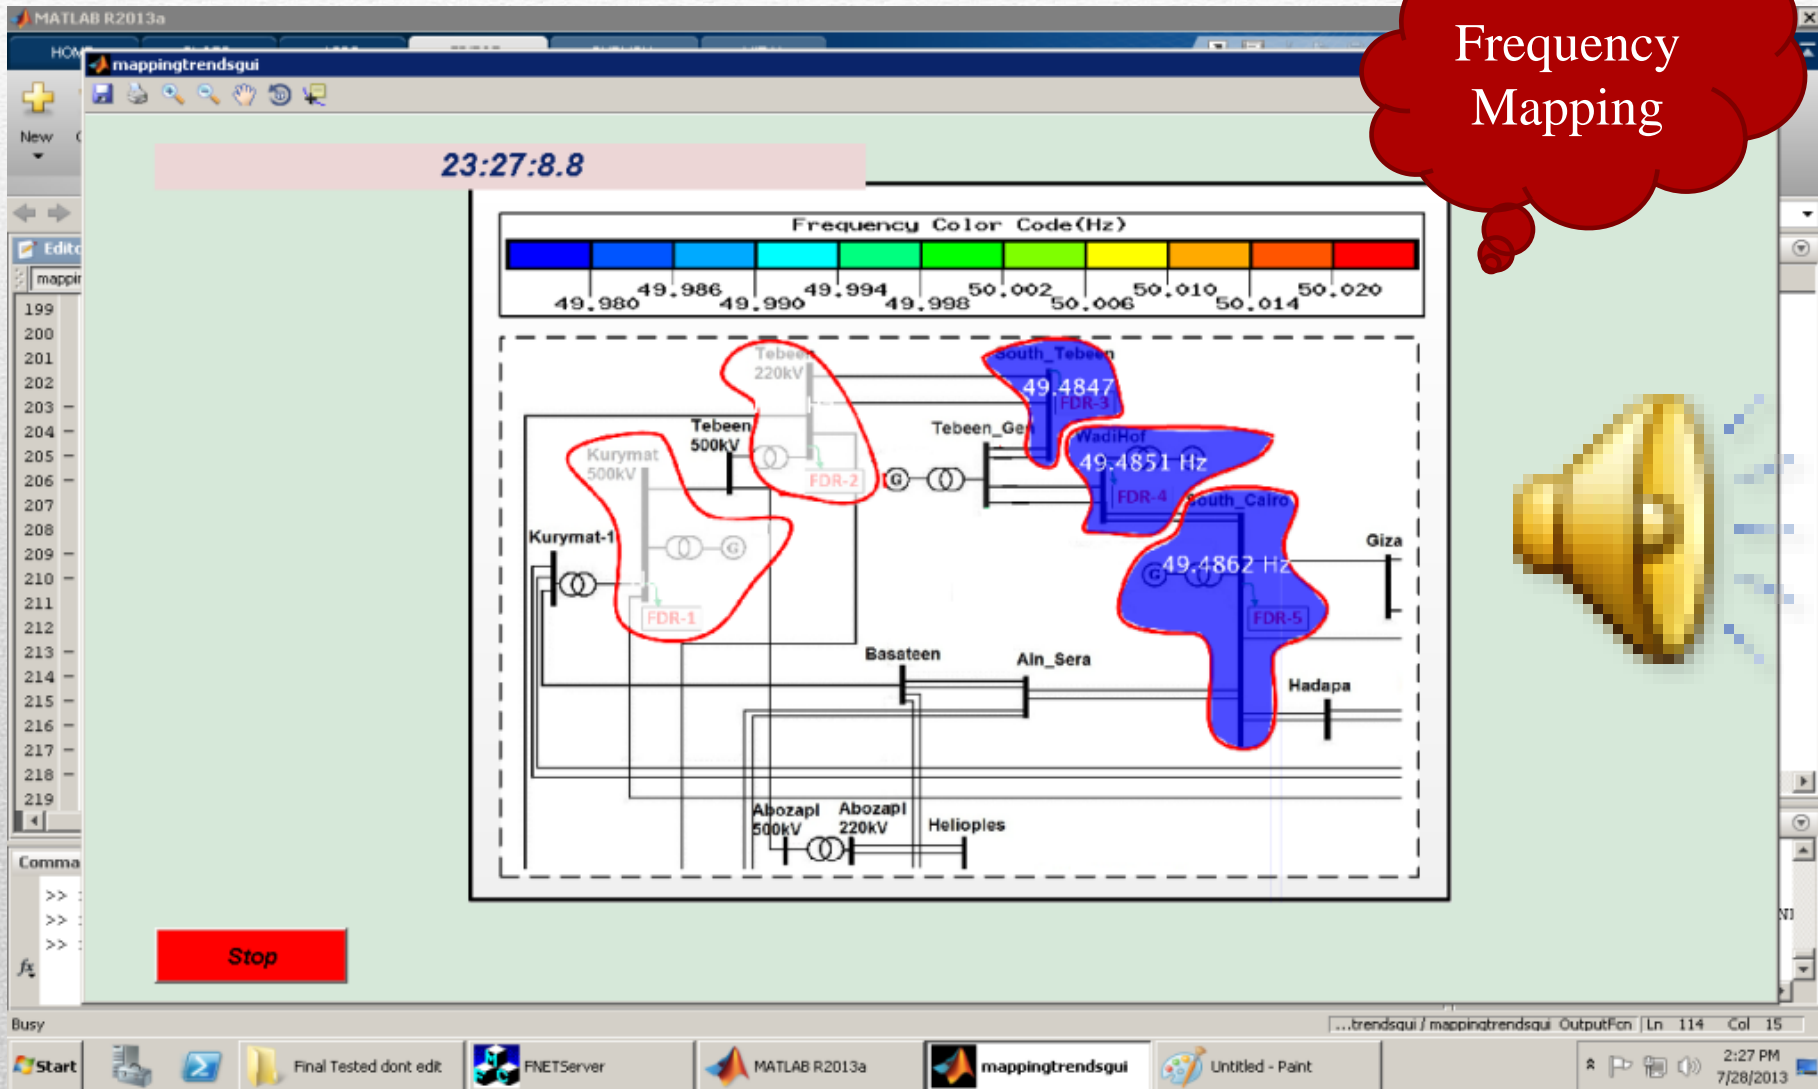 MATLAB R2013a
HOME
mappingtrendsgui
New
Frequency
Mapping
23:27:8.8
Frequency Color Code(Hz)
49.980 49.986 49.990 49.994 49.998 50.002 50.006 50.010 50.014 50.020
199
200
201
202
203 –
204 –
205 –
206 –
207
208
209 –
210 –
211
212
213 –
214 –
215 –
216 –
217 –
218 –
219
Tebeen
220kV
FDR-2
South_Tebeen
49.4847
FDR-3
Tebeen
500kV
Tebeen_Gen
G
WadiHof
49.4851 Hz
FDR-4
Kurymat
500kV
G
FDR-1
Kurymat-1
South_Cairo
G
49.4862 Hz
FDR-5
Giza
Basateen
Ain_Sera
Hadapa
Abozapl
500kV
Abozapl
220kV
Helioples
Stop
>>
>>
>>
fx
Busy
...trendsgui / mappingtrendsgui_OutputFcn Ln 114 Col 15
Start
Final Tested dont edit
FNETServer
MATLAB R2013a
mappingtrendsgui
Untitled - Paint
2:27 PM
7/28/2013